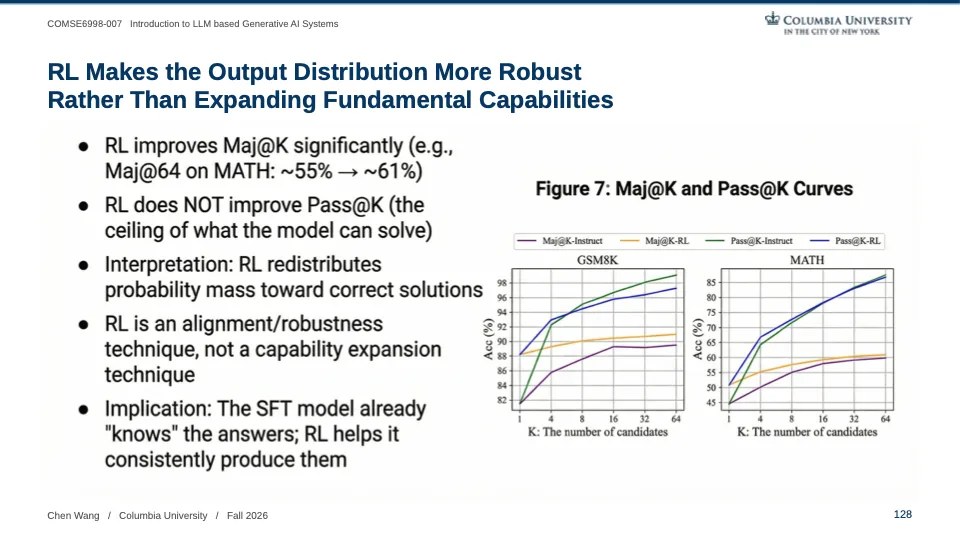 COMSE6998-007 Introduction to LLM based Generative AI Systems
COLUMBIA UNIVERSITY
IN THE CITY OF NEW YORK
RL Makes the Output Distribution More Robust
Rather Than Expanding Fundamental Capabilities
● RL improves Maj@K significantly (e.g.,
Maj@64 on MATH: ~55% → ~61%)
● RL does NOT improve Pass@K (the
ceiling of what the model can solve)
● Interpretation: RL redistributes
probability mass toward correct solutions
● RL is an alignment/robustness
technique, not a capability expansion
technique
● Implication: The SFT model already
"knows" the answers; RL helps it
consistently produce them
Figure 7: Maj@K and Pass@K Curves
Maj@K-Instruct Maj@K-RL Pass@K-Instruct Pass@K-RL
GSM8K
Acc (%)
98
96
94
92
90
88
86
84
82
1 4 8 16 32 64
K: The number of candidates
MATH
Acc (%)
85
80
75
70
65
60
55
50
45
1 4 8 16 32 64
K: The number of candidates
Chen Wang / Columbia University / Fall 2026
128